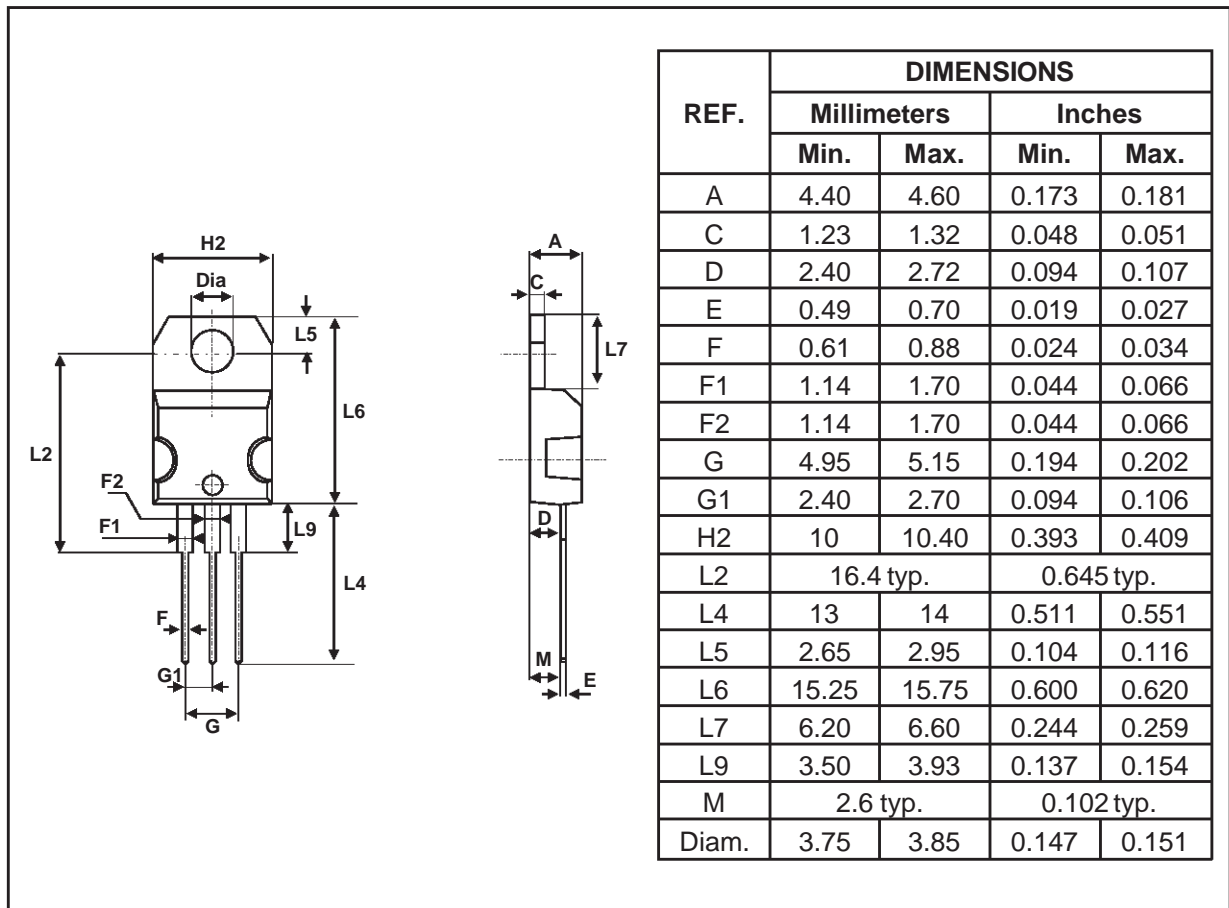 H2
Dia
L5
L6
L2
F2
F1
L9
L4
F
G1
G
A
C
L7
D
M
E
REF. DIMENSIONS
Millimeters Inches
Min. Max. Min. Max.
A 4.40 4.60 0.173 0.181
C 1.23 1.32 0.048 0.051
D 2.40 2.72 0.094 0.107
E 0.49 0.70 0.019 0.027
F 0.61 0.88 0.024 0.034
F1 1.14 1.70 0.044 0.066
F2 1.14 1.70 0.044 0.066
G 4.95 5.15 0.194 0.202
G1 2.40 2.70 0.094 0.106
H2 10 10.40 0.393 0.409
L2 16.4 typ. 0.645 typ.
L4 13 14 0.511 0.551
L5 2.65 2.95 0.104 0.116
L6 15.25 15.75 0.600 0.620
L7 6.20 6.60 0.244 0.259
L9 3.50 3.93 0.137 0.154
M 2.6 typ. 0.102 typ.
Diam. 3.75 3.85 0.147 0.151